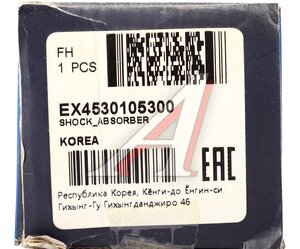 FH
1 PCS
EX4530105300
SHOCK_ABSORBER
KOREA
EAC
Республика Корея, Кёнги-до Ёнгин-си
Гихынг-Гу Гихынгданджиро 46